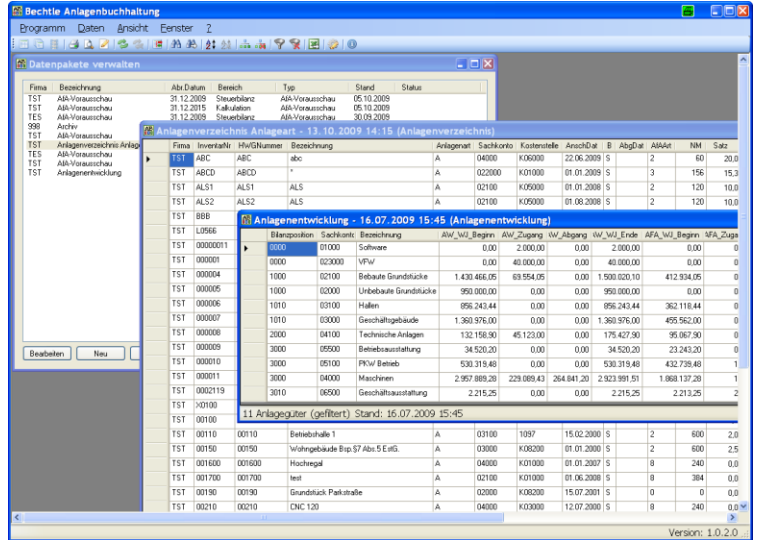 Bechtle Anlagenbuchhaltung
Programm Daten Ansicht Fenster ?
Datenpakete verwalten
Firma Bezeichnung Abr.Datum Bereich Typ Stand Status
TST AfA-Vorausschau 31.12.2009 Steuerbilanz AfA-Vorausschau 05.10.2009
TST AfA-Vorausschau 31.12.2015 Kalkulation AfA-Vorausschau 05.10.2009
TES AfA-Vorausschau 31.12.2009 Steuerbilanz AfA-Vorausschau 30.09.2009
998 Archiv
TST AfA-Vorausschau
TST Anlagenverzeichnis Anlage
TES AfA-Vorausschau
TES AfA-Vorausschau
TST Anlagenentwicklung
Bearbeiten Neu
Anlagenverzeichnis Anlageart - 13.10.2009 14:15 (Anlagenverzeichnis)
Firma InventarNr HWGNummer Bezeichnung Anlagenart Sachkonto Kostenstelle AnschDat B AbgDat AfAArt NM Satz
TST ABC ABC abc A 04000 K06000 22.06.2009 S 2 60 20,0
TST ABCD ABCD * A 022000 K01000 01.01.2009 S 3 156 15,3
TST ALS1 ALS1 ALS A 02100 K05000 01.01.2008 S 2 120 10,0
TST ALS2 ALS2 ALS A 02100 K05000 01.08.2008 S 2 120 10,0
TST BBB
TST L0566
TST 00000011
TST 000001
TST 000004
TST 000005
TST 000006
TST 000007
TST 000008
TST 000009
TST 000010
TST 000011
TST 0002119
TST X0100
TST 00100
TST 00110 00110 Betriebshalle 1 A 03100 1097 15.02.2000 S 2 600 2,0
TST 00150 00150 Wohngebäude Bsp.§7 Abs.5 EstG. A 03000 K08200 01.01.2000 S 2 600 2,5
TST 001600 001600 Hochregal A 04000 K01000 01.01.2007 S 8 240 0,0
TST 001700 001700 test A 02100 K01000 01.06.2008 S 8 384 0,0
TST 00190 00190 Grundstück Parkstraße A 02000 K08200 15.07.2001 S 0 0 0,0
TST 00210 00210 CNC 120 A 04000 K03000 12.07.2000 S 8 240 0,0
Anlagenentwicklung - 16.07.2009 15:45 (Anlagenentwicklung)
Bilanzposition Sachkonto Bezeichnung AW_WJ_Beginn AW_Zugang \W_Abgang \W_WJ_Ende AFA_WJ_Beginn \FA_Zuga
0000 01000 Software 0,00 2.000,00 0,00 2.000,00 0,00 0
0000 023000 VFW 0,00 40.000,00 0,00 40.000,00 0,00 0
1000 02100 Bebaute Grundstücke 1.430.466,05 69.554,05 0,00 1.500.020,10 412.934,05 0
1000 02000 Unbebaute Grundstücke 950.000,00 0,00 0,00 950.000,00 0,00 0
1010 03100 Hallen 856.243,44 0,00 0,00 856.243,44 362.118,44 0
1010 03000 Geschäftsgebäude 1.360.976,00 0,00 0,00 1.360.976,00 455.562,00 0
2000 04100 Technische Anlagen 132.158,90 45.123,00 0,00 175.427,90 95.067,90 0
3000 05500 Betriebsausstattung 34.520,20 0,00 0,00 34.520,20 23.243,20 0
3000 05100 PKW Betrieb 530.319,48 0,00 0,00 530.319,48 432.739,48 1
3000 04000 Maschinen 2.957.889,28 229.089,43 264.841,20 2.923.991,51 1.868.137,28 1
3010 06500 Geschäftsausstattung 2.215,25 0,00 0,00 2.215,25 2.213,25 2
11 Anlagegüter (gefiltert) Stand: 16.07.2009 15:45
Version: 1.0.2.0